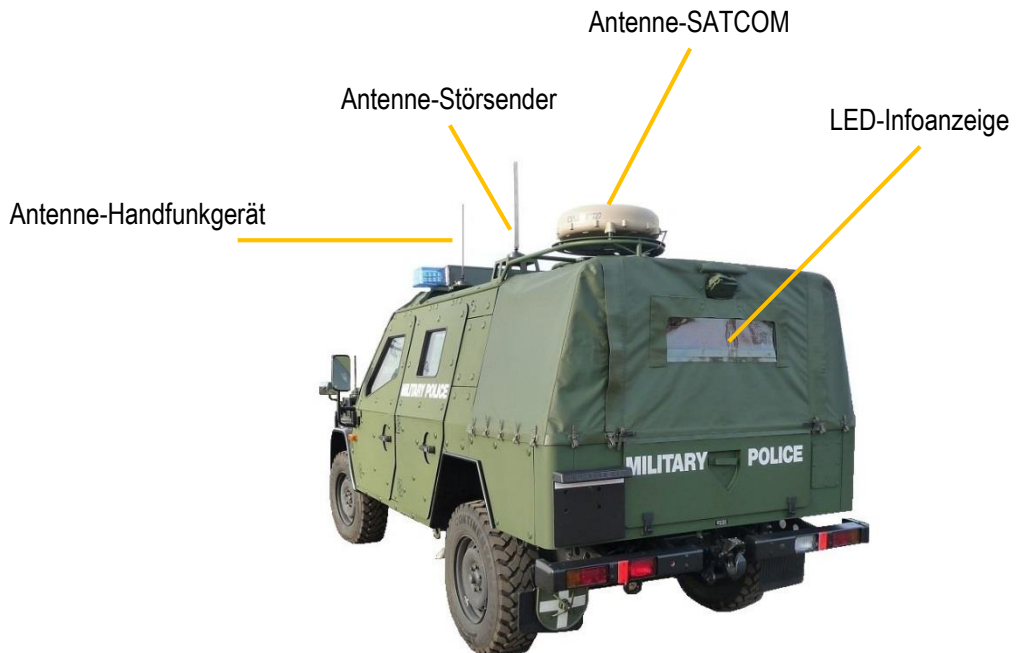 Antenne-SATCOM
Antenne-Störsender
LED-Infoanzeige
Antenne-Handfunkgerät
MILITARY POLICE
MILITARY POLICE